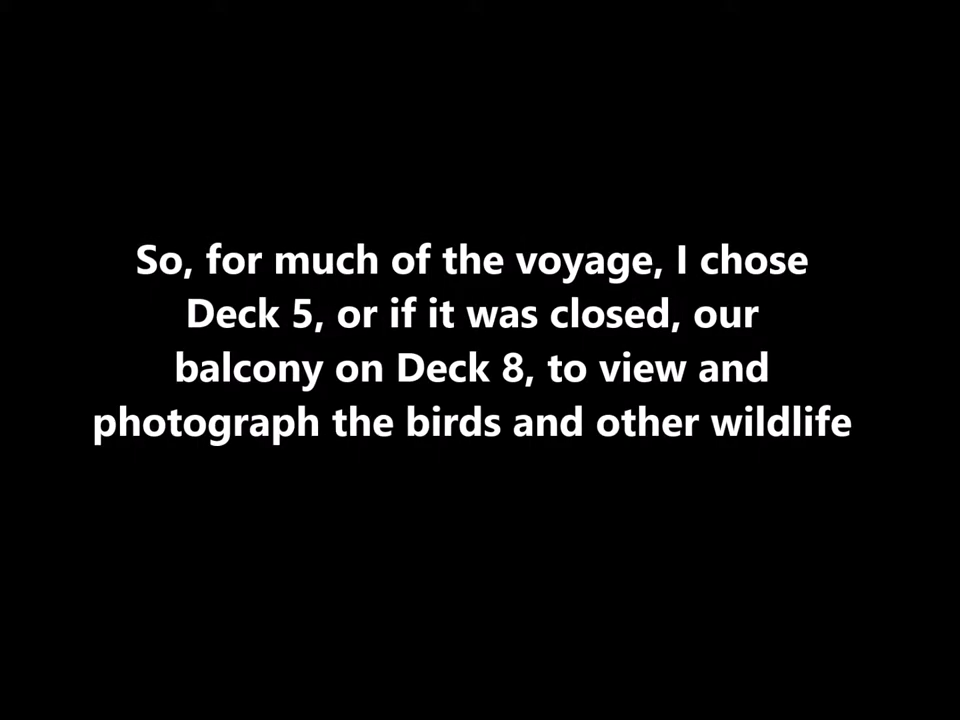 So, for much of the voyage, I chose
Deck 5, or if it was closed, our
balcony on Deck 8, to view and
photograph the birds and other wildlife